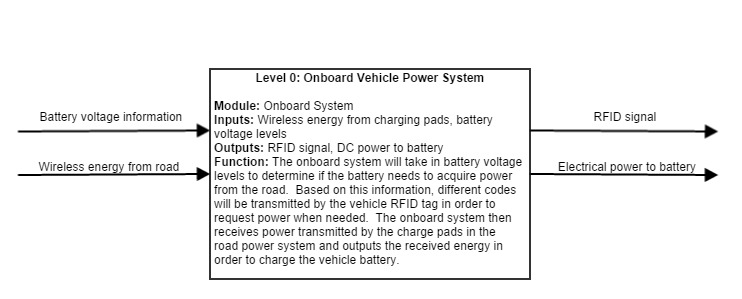 Level 0: Onboard Vehicle Power System
Battery voltage information
Wireless energy from road
Module: Onboard System
Inputs: Wireless energy from charging pads, battery
voltage levels
Outputs: RFID signal, DC power to battery
Function: The onboard system will take in battery voltage
levels to determine if the battery needs to acquire power
from the road.  Based on this information, different codes
will be transmitted by the vehicle RFID tag in order to
request power when needed.  The onboard system then
receives power transmitted by the charge pads in the
road power system and outputs the received energy in
order to charge the vehicle battery.
RFID signal
Electrical power to battery